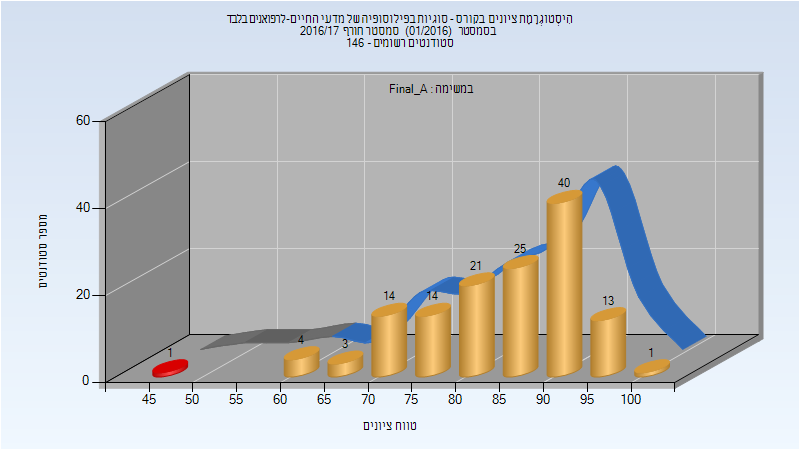 הִיסְטוֹגְרָמַת ציונים בקורס - סוגיות בפילוסופיה של מדעי החיים-לרפואנים בלבד
בסמסטר (01/2016) סמסטר חורף 2016/17
סטודנטים רשומים - 146
במשימה : Final_A
60
40
20
0
מספר סטודנטים
1
4
3
14
14
21
25
40
13
1
45 50 55 60 65 70 75 80 85 90 95 100
טווח ציונים